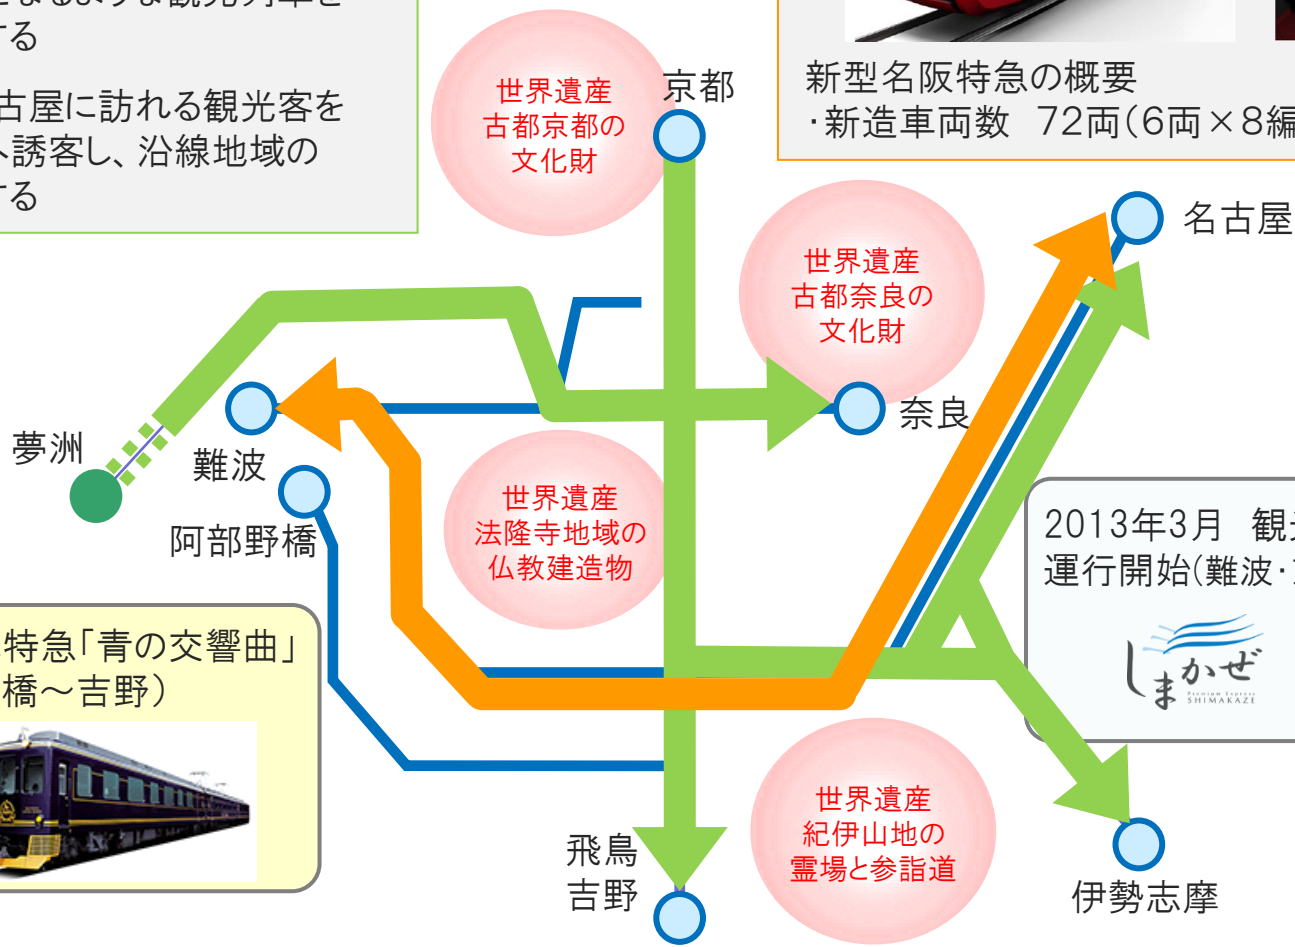 なるような観光列車を
する
古屋に訪れる観光客を
へ誘客し、沿線地域の
する
世界遺産
古都京都の
文化財
京都
新型名阪特急の概要
・新造車両数 72両(6両×8編
名古屋
世界遺産
古都奈良の
文化財
奈良
夢洲
難波
阿部野橋
世界遺産
法隆寺地域の
仏教建造物
2013年3月 観光
運行開始(難波・
しまかぜ
Premium Express
SHIMAKAZE
特急「青の交響曲」
橋～吉野)
世界遺産
紀伊山地の
霊場と参詣道
飛鳥
吉野
伊勢志摩